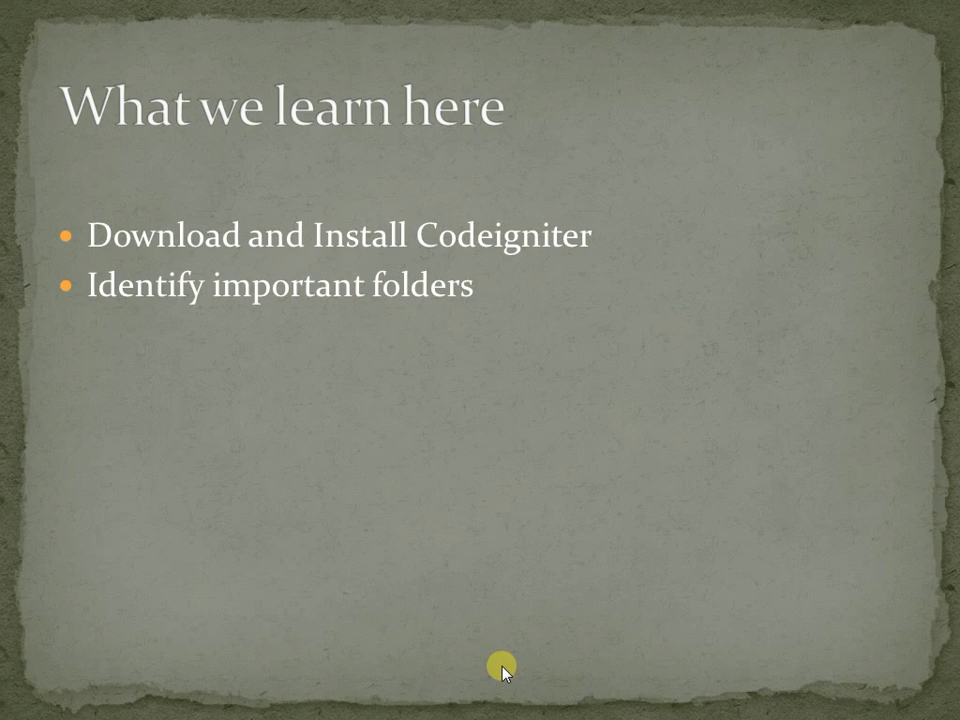 What we learn here
Download and Install Codeigniter
Identify important folders